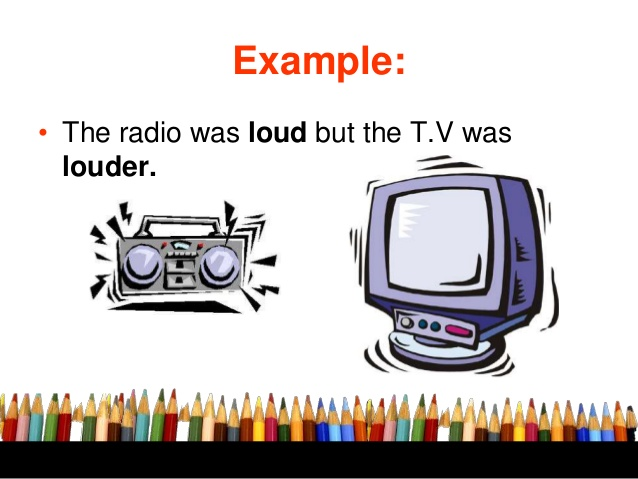 Example:
• The radio was loud but the T.V was
louder.